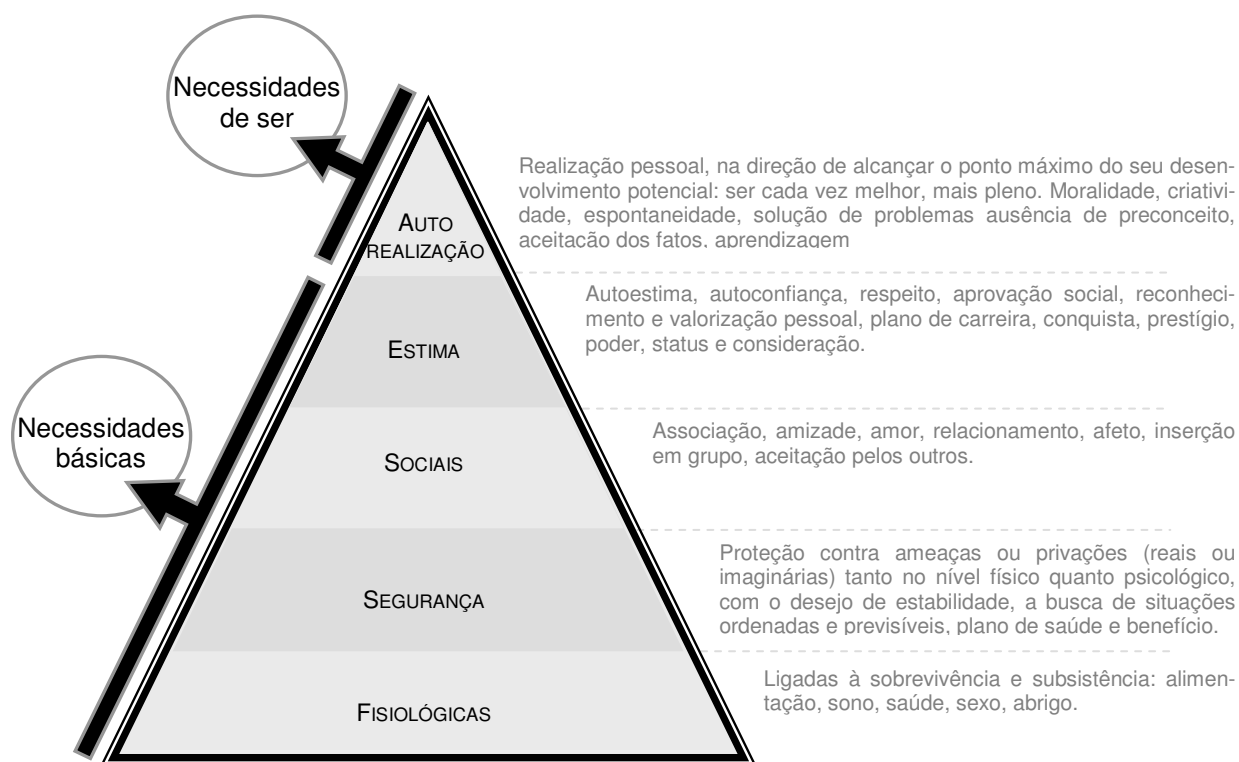 Necessidades
de ser
Realização pessoal, na direção de alcançar o ponto máximo do seu desen-
volvimento potencial: ser cada vez melhor, mais pleno. Moralidade, criativi-
dade, espontaneidade, solução de problemas ausência de preconceito,
aceitação dos fatos, aprendizagem
AUTO
REALIZAÇÃO
Autoestima, autoconfiança, respeito, aprovação social, reconheci-
mento e valorização pessoal, plano de carreira, conquista, prestígio,
poder, status e consideração.
ESTIMA
Necessidades
básicas
Associação, amizade, amor, relacionamento, afeto, inserção
em grupo, aceitação pelos outros.
SOCIAIS
Proteção contra ameaças ou privações (reais ou
imaginárias) tanto no nível físico quanto psicológico,
com o desejo de estabilidade, a busca de situações
ordenadas e previsíveis, plano de saúde e benefício.
SEGURANÇA
Ligadas à sobrevivência e subsistência: alimen-
tação, sono, saúde, sexo, abrigo.
FISIOLÓGICAS